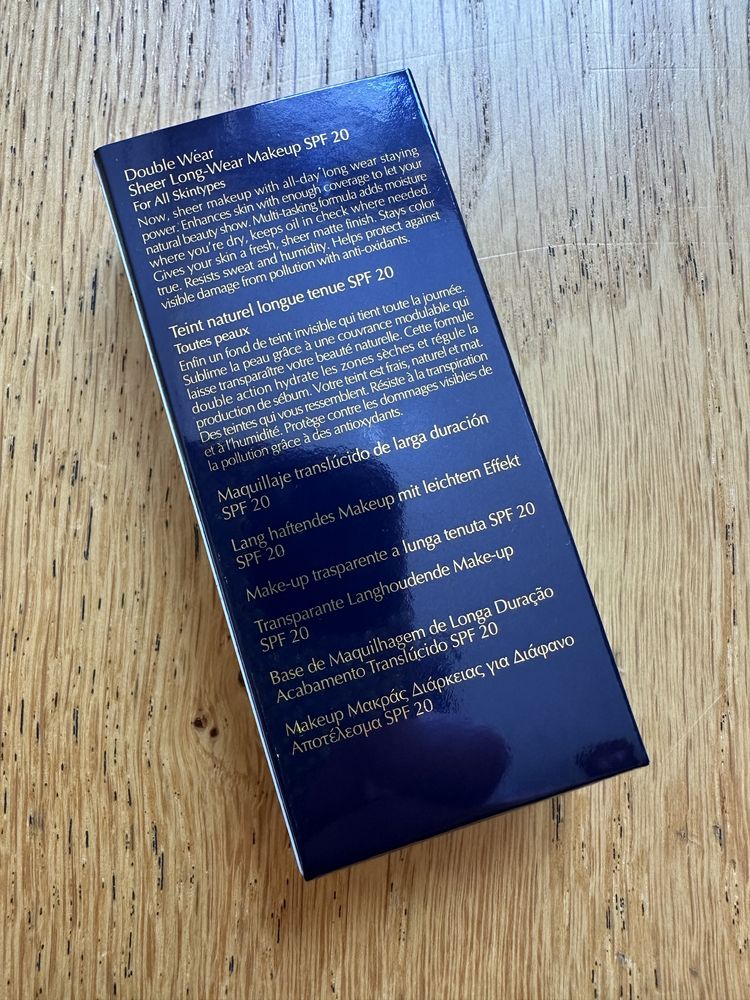 Double Wear
Sheer Long-Wear Makeup SPF 20
For All Skintypes
Now, sheer makeup with all-day long wear staying
power. Enhances skin with enough coverage to let your
natural beauty show. Multi-tasking formula adds moisture
where you're dry, keeps oil in check where needed.
Gives your skin a fresh, sheer matte finish. Stays color
true. Resists sweat and humidity. Helps protect against
visible damage from pollution with anti-oxidants.
Teint naturel longue tenue SPF 20
Toutes peaux
Enfin un fond de teint invisible qui tient toute la journée.
Sublime la peau grâce à une couvrance modulable qui
laisse transparaître votre beauté naturelle. Cette formule
double action hydrate les zones sèches et régule la
production de sébum. Votre teint est frais, naturel et mat.
Des teintes qui vous ressemblent. Résiste à la transpiration
et à l'humidité. Protège contre les dommages visibles de
la pollution grâce à des antioxydants.
Maquillaje translúcido de larga duración
SPF 20
Lang haftendes Makeup mit leichtem Effekt
SPF 20
Make-up trasparente a lunga tenuta SPF 20
Transparante Langhoudende Make-up
SPF 20
Base de Maquilhagem de Longa Duração
Acabamento Translúcido SPF 20
Makeup Μακράς Διάρκειας για Διάφανο
Αποτέλεσμα SPF 20